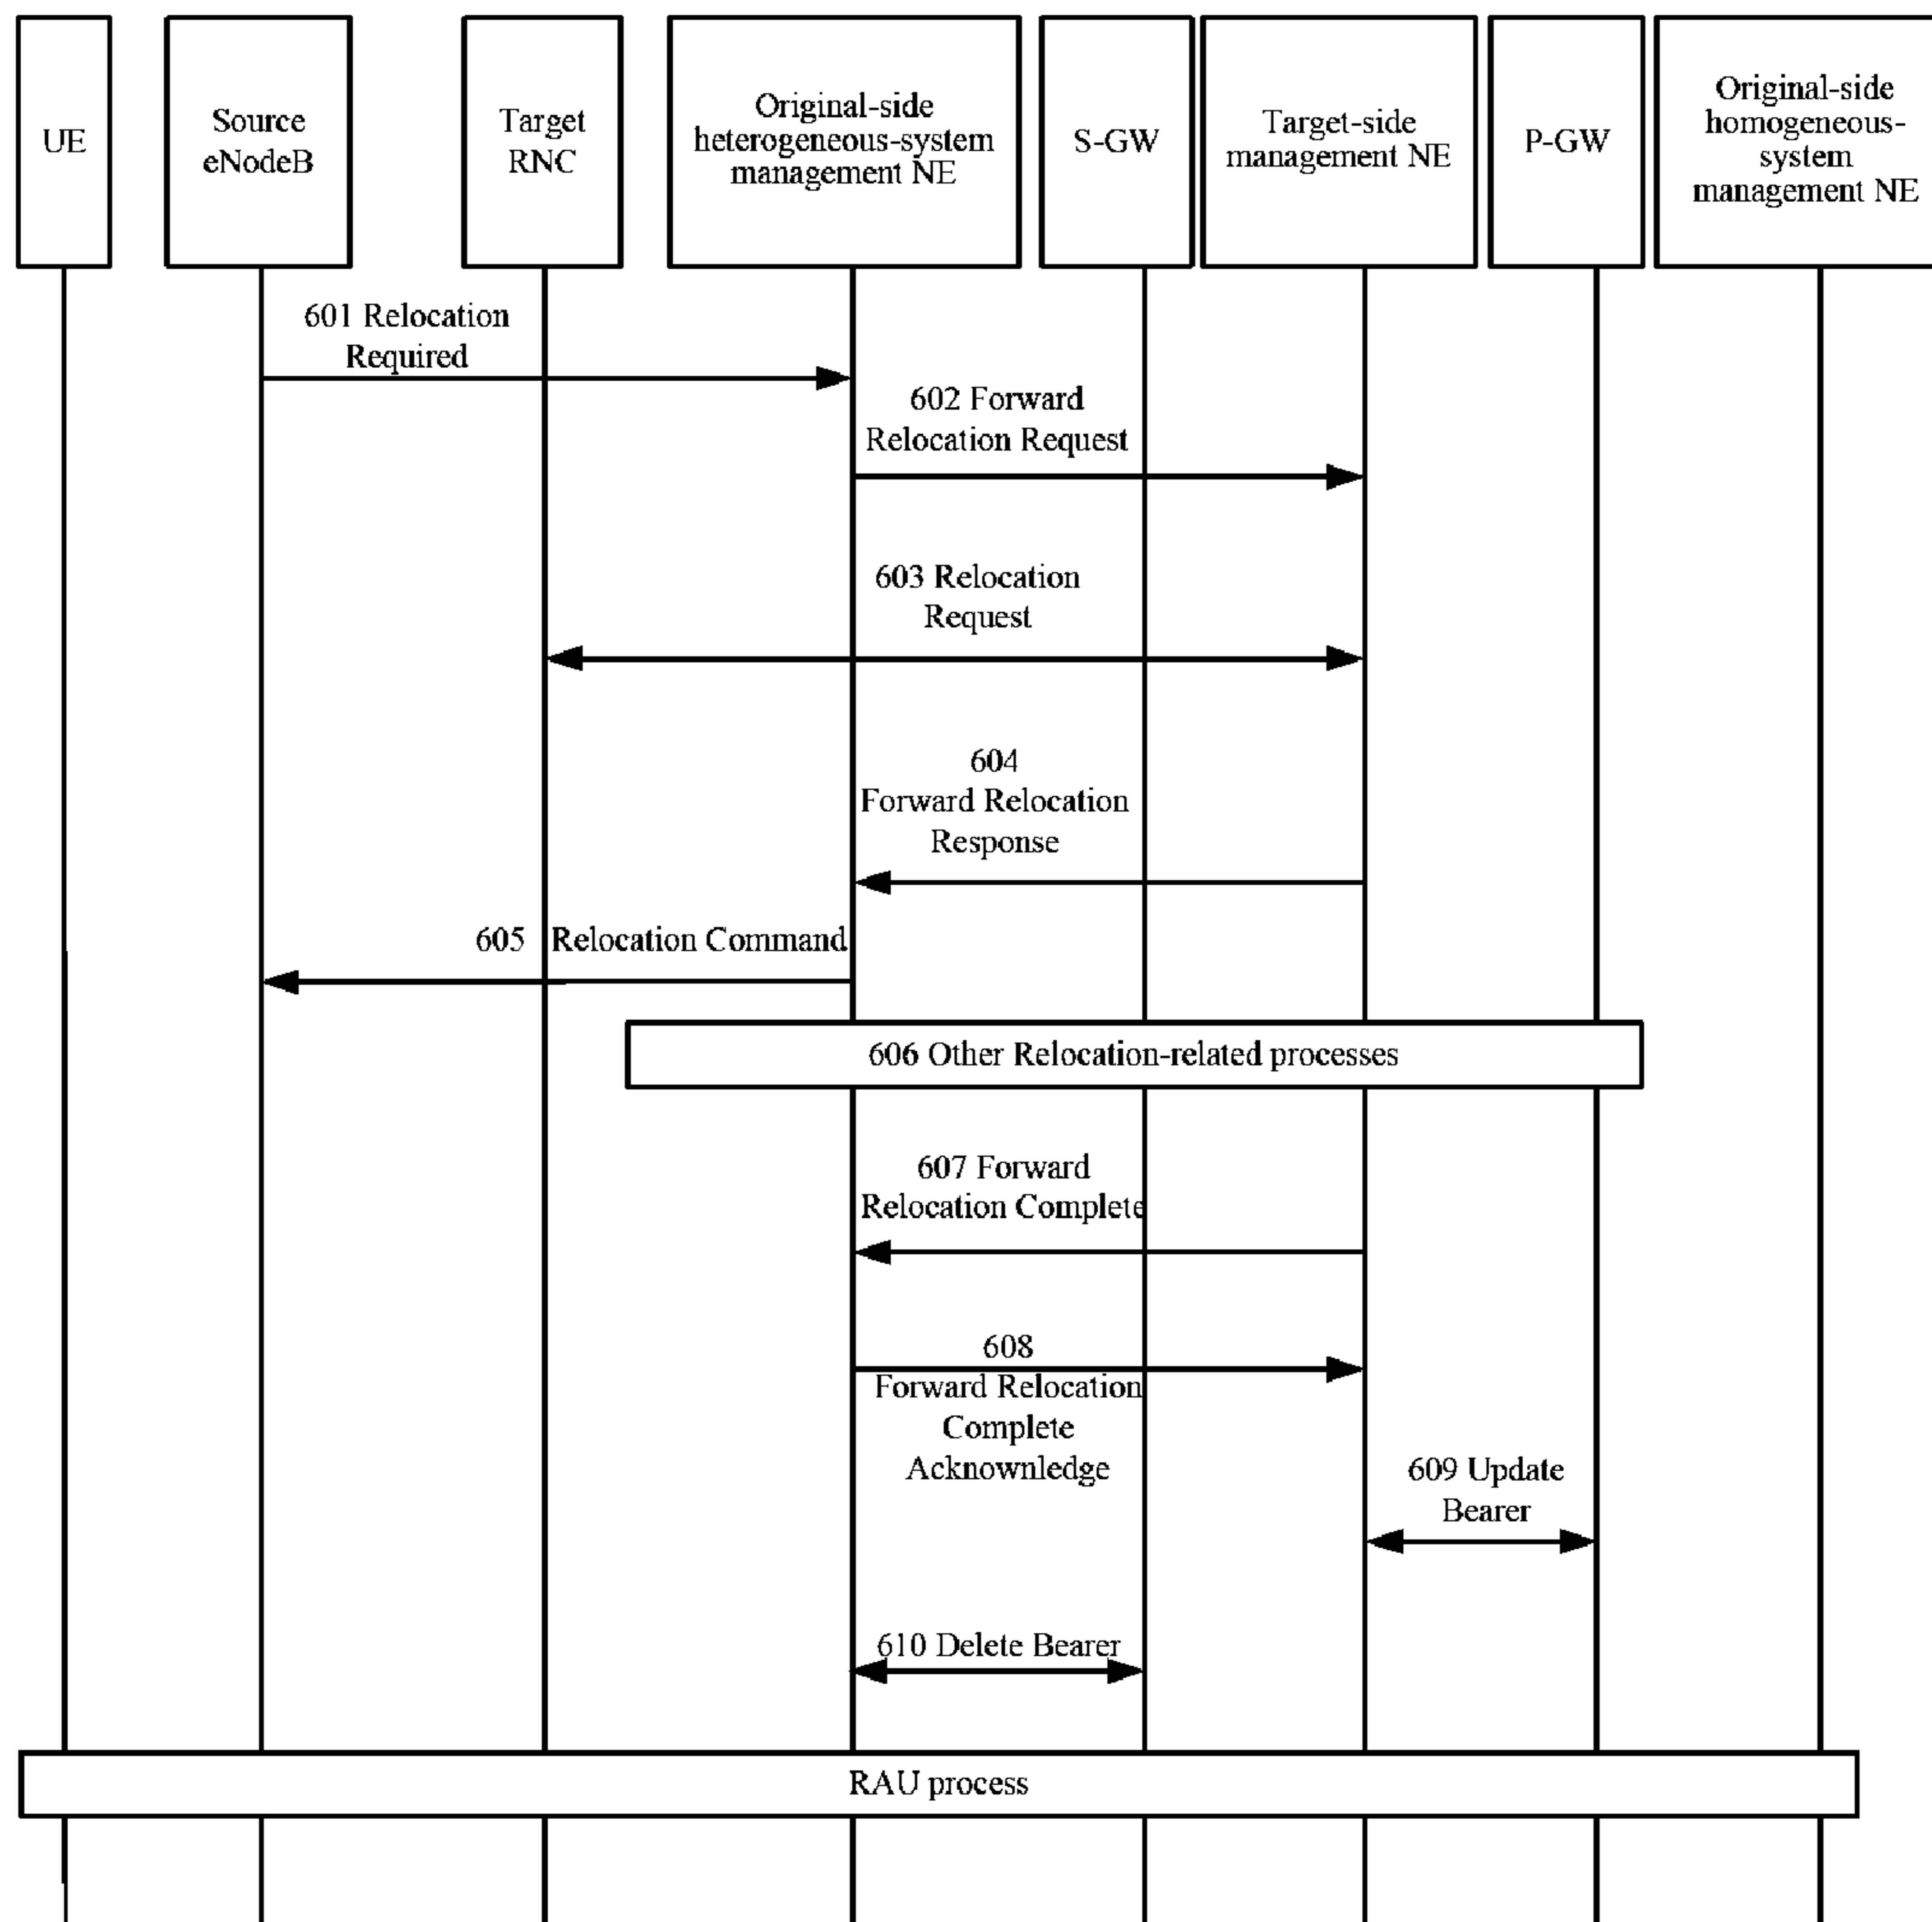 UE
Source
eNodeB
Target
RNC
Original-side
heterogeneous-system
management NE
S-GW
Target-side
management NE
P-GW
Original-side
homogeneous-
system
management NE
601 Relocation
Required
602 Forward
Relocation Request
603 Relocation
Request
604
Forward Relocation
Response
605 Relocation Command
606 Other Relocation-related processes
607 Forward
Relocation Complete
608
Forward Relocation
Complete
Acknownledge
609 Update
Bearer
610 Delete Bearer
RAU process